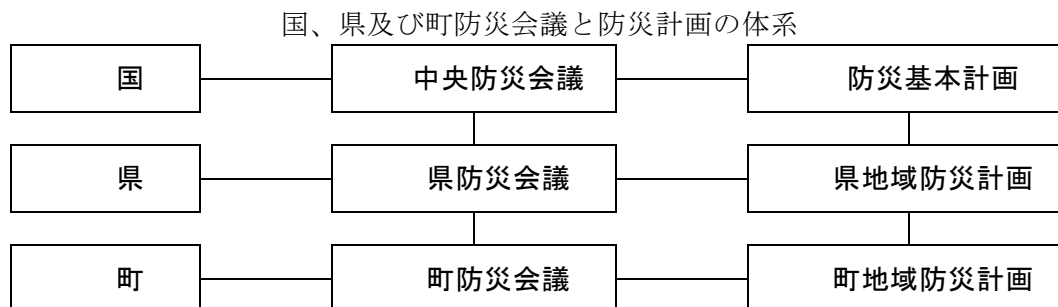 国、県及び町防災会議と防災計画の体系
国 中央防災会議 防災基本計画
県 県防災会議 県地域防災計画
町 町防災会議 町地域防災計画